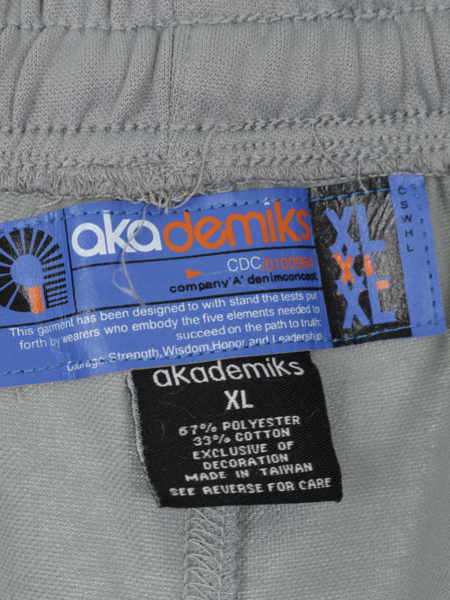 akademiks
CDC/0100964
company "A" denimconcept
This garment has been designed to with stand the tests put
forth by wearers who embody the five elements needed to
succeed on the path to truth:
Courage, Strength, Wisdom, Honor, and Leadership.
XL
XL
XL
C S W H L
akademiks
XL
67% POLYESTER
33% COTTON
EXCLUSIVE OF
DECORATION
MADE IN TAIWAN
SEE REVERSE FOR CARE